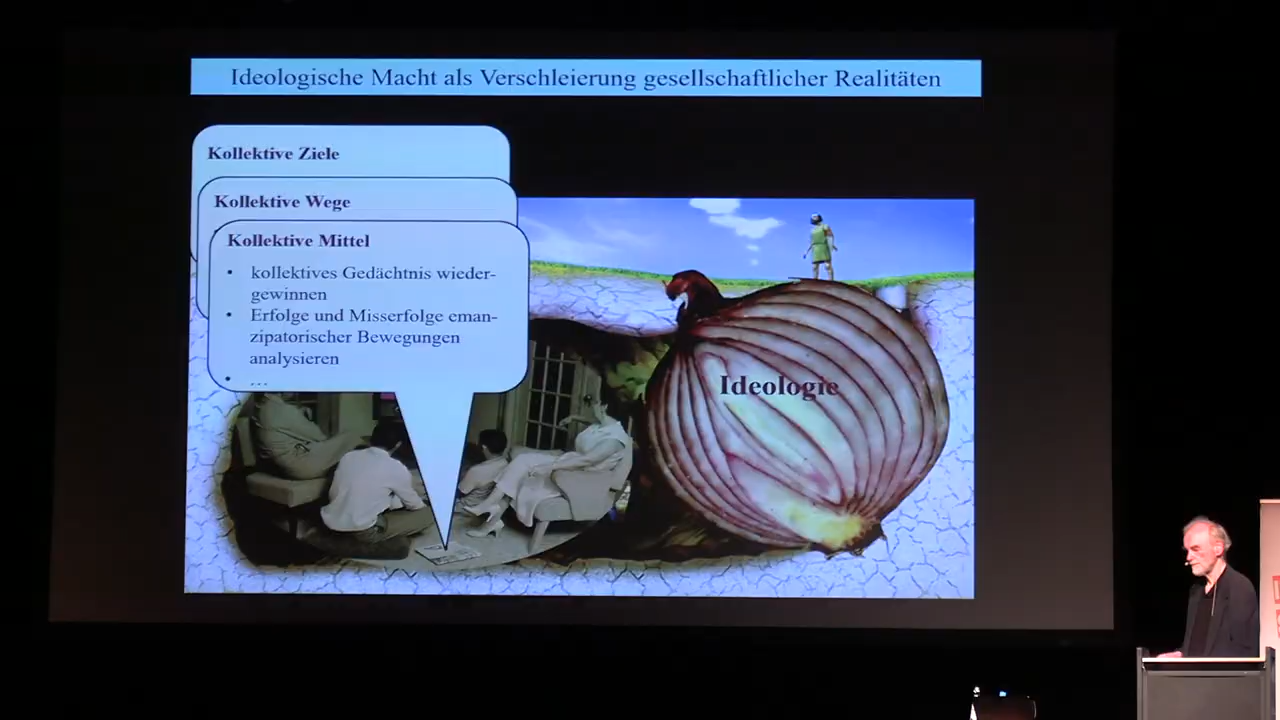 Ideologische Macht als Verschleierung gesellschaftlicher Realitäten
Kollektive Ziele
Kollektive Wege
Kollektive Mittel
• kollektives Gedächtnis wieder-
gewinnen
• Erfolge und Misserfolge eman-
zipatorischer Bewegungen
analysieren
• ...
Ideologie